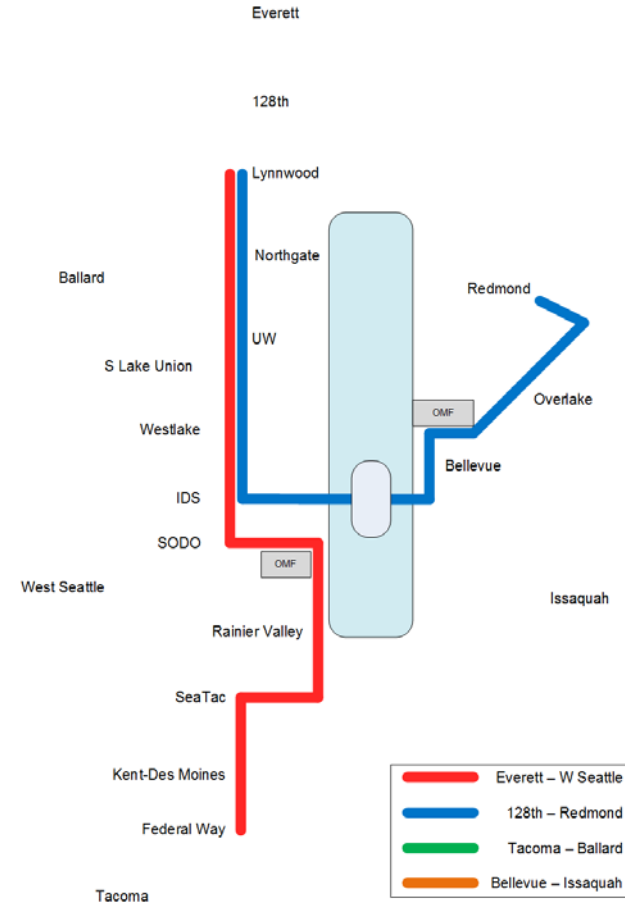 Everett
128th
Lynnwood
Northgate
Ballard
Redmond
UW
S Lake Union
Overlake
OMF
Westlake
Bellevue
IDS
SODO
OMF
West Seattle
Issaquah
Rainier Valley
SeaTac
Kent-Des Moines
Everett – W Seattle
128th – Redmond
Federal Way
Tacoma – Ballard
Bellevue – Issaquah
Tacoma